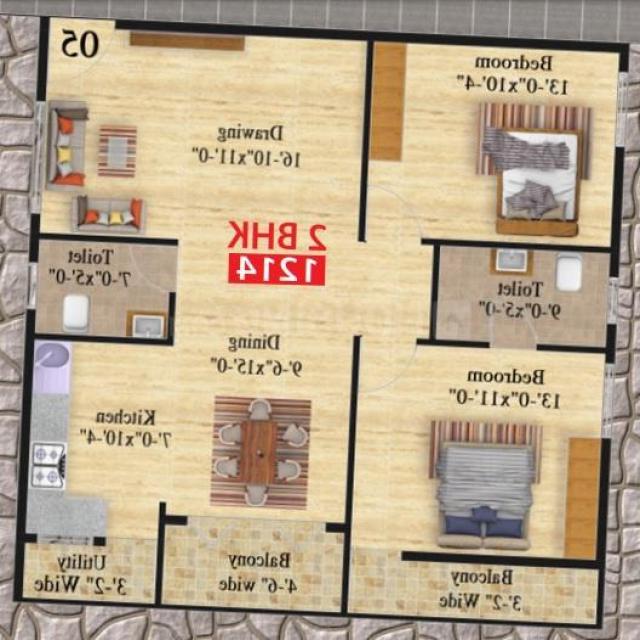 05
Bedroom
13'-0"x10'-4"
Drawing
16'-10"x11'-0"
2 BHK
1214
Toilet
7'-0"x5'-0"
Toilet
9'-0"x5'-0"
Dining
9'-6"x15'-0"
Bedroom
13'-0"x11'-0"
Kitchen
7'-0"x10'-4"
Utility
3'-2" Wide
Balcony
4'-6" wide
Balcony
3'-2" Wide